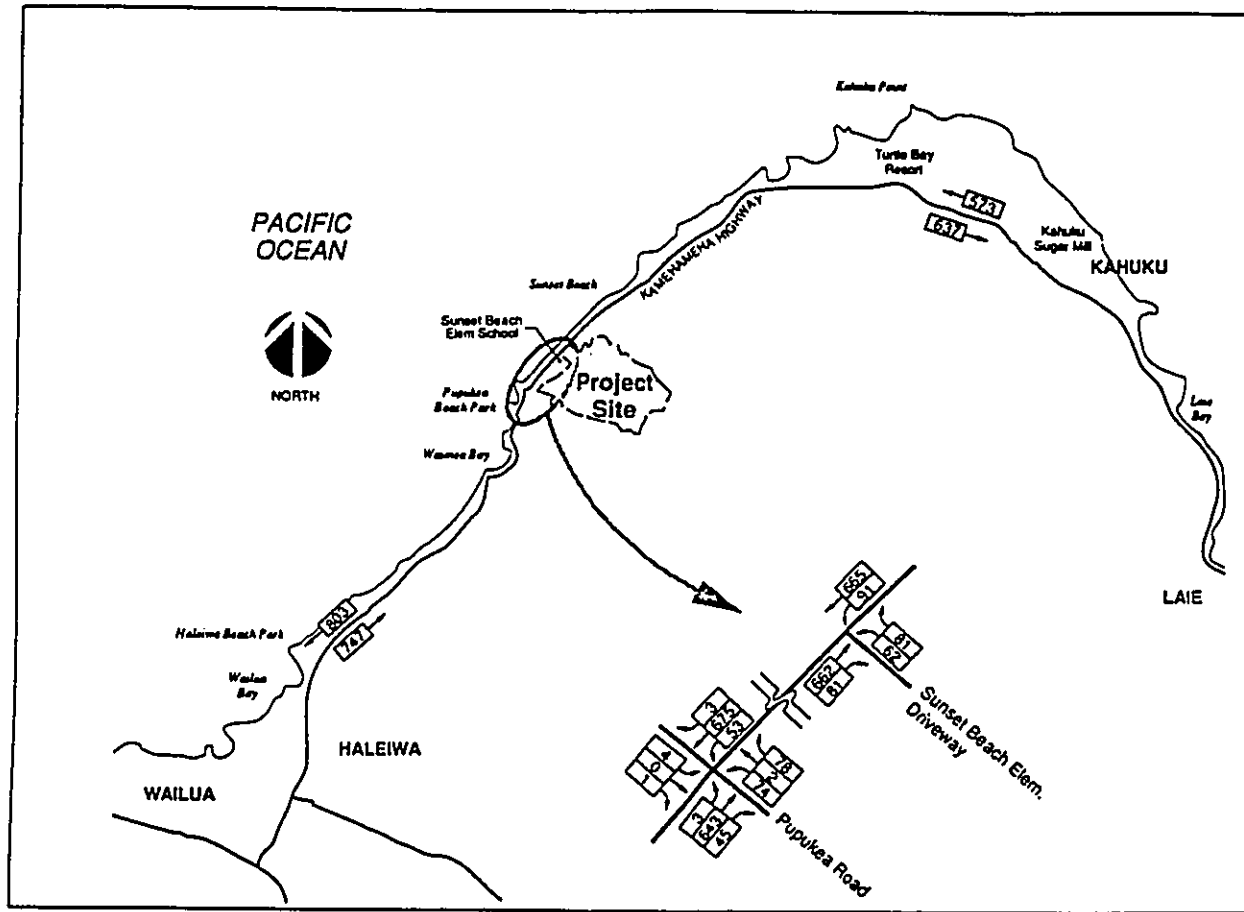 Kahuku Point
Turtle Bay
Resort
573
637
Kahuku
Sugar Mill
KAHUKU
PACIFIC
OCEAN
NORTH
KAMEHAMEHA HIGHWAY
Sunset Beach
Sunset Beach
Elem School
Project
Site
Pupukea
Beach Park
Waimea Bay
Laie
Bay
LAIE
Haleiwa Beach Park
803
747
Wailua
Bay
HALEIWA
WAILUA
665
91
81
62
662
81
Sunset Beach Elem.
Driveway
3
675
53
4
0
1
78
2
74
3
643
45
Pupukea Road